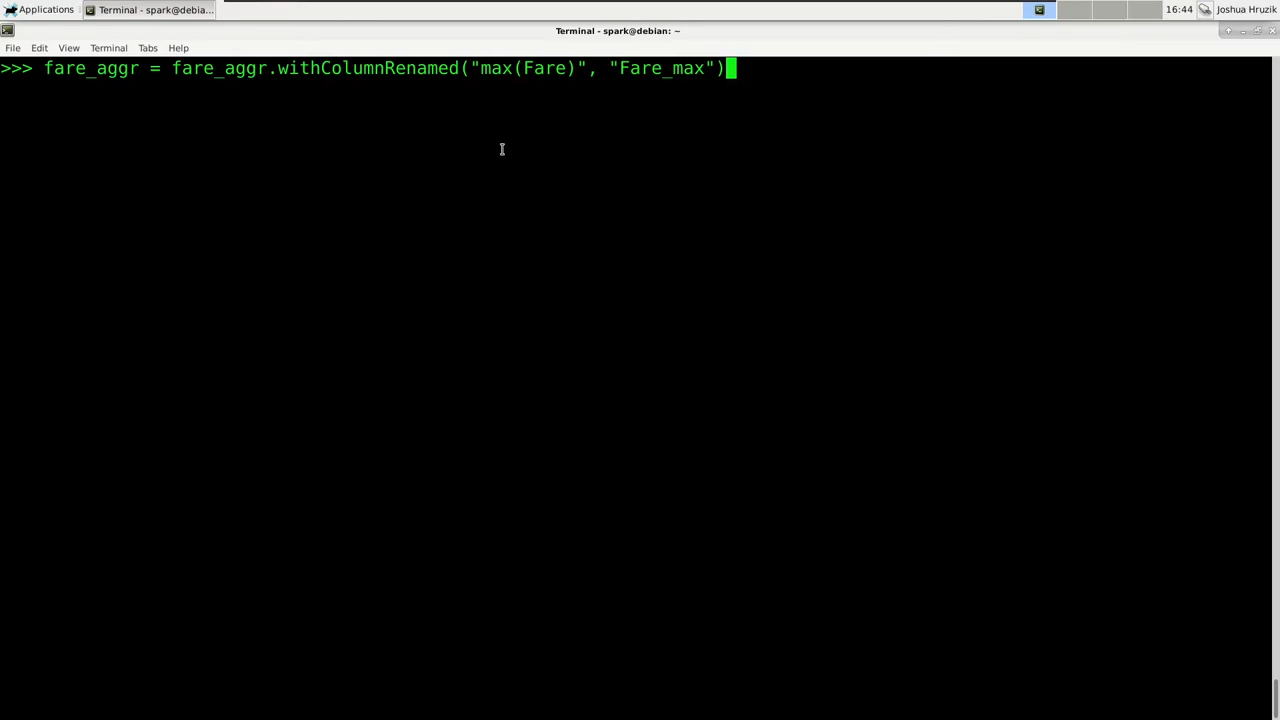 Applications
Terminal - spark@debia...
16:44
Joshua Hruzik
Terminal - spark@debian: ~
File Edit View Terminal Tabs Help
>>> fare_aggr = fare_aggr.withColumnRenamed("max(Fare)", "Fare_max")